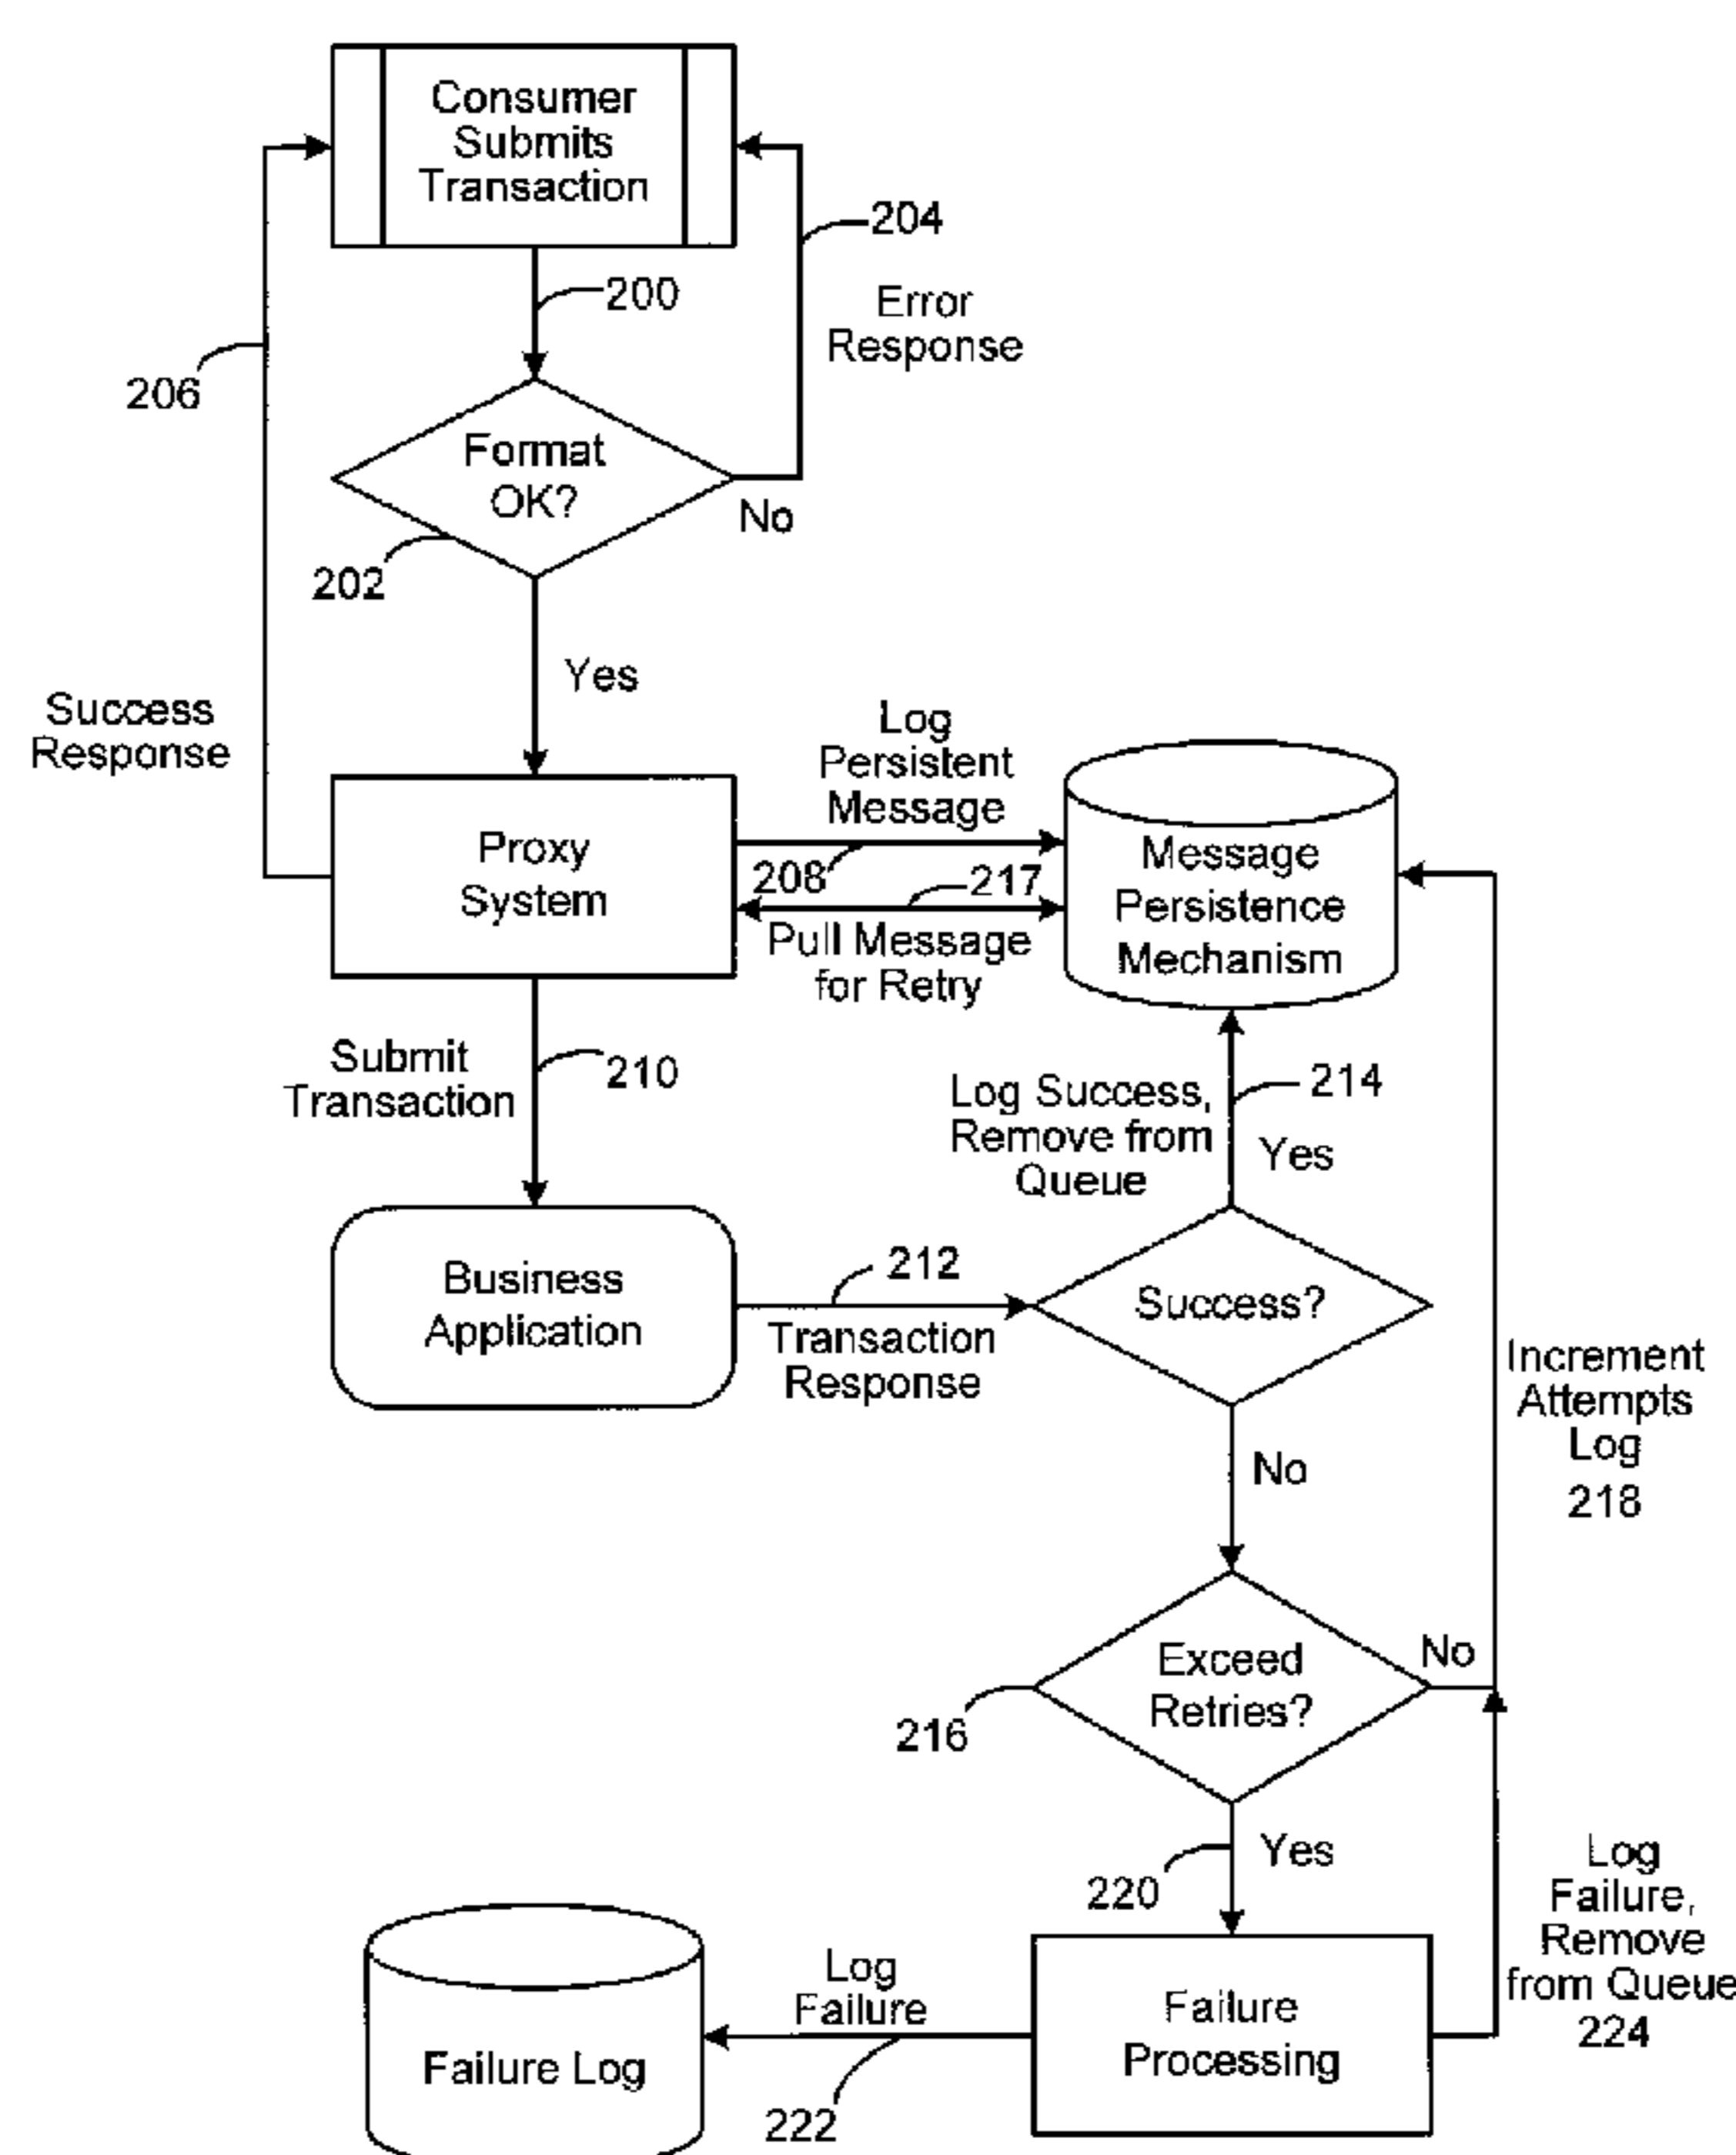 Consumer
Submits
Transaction
204
200
Error
Response
206
Format
OK?
No
202
Yes
Success
Response
Log
Persistent
Message
Proxy
System
208
217
Message
Persistence
Mechanism
Pull Message
for Retry
Submit
Transaction
210
Log Success,
Remove from
Queue
214
Yes
Business
Application
212
Transaction
Response
Success?
Increment
Attempts
Log
218
No
Exceed
Retries?
No
216
220
Yes
Log
Failure,
Remove
from Queue
224
Failure Log
Log
Failure
222
Failure
Processing